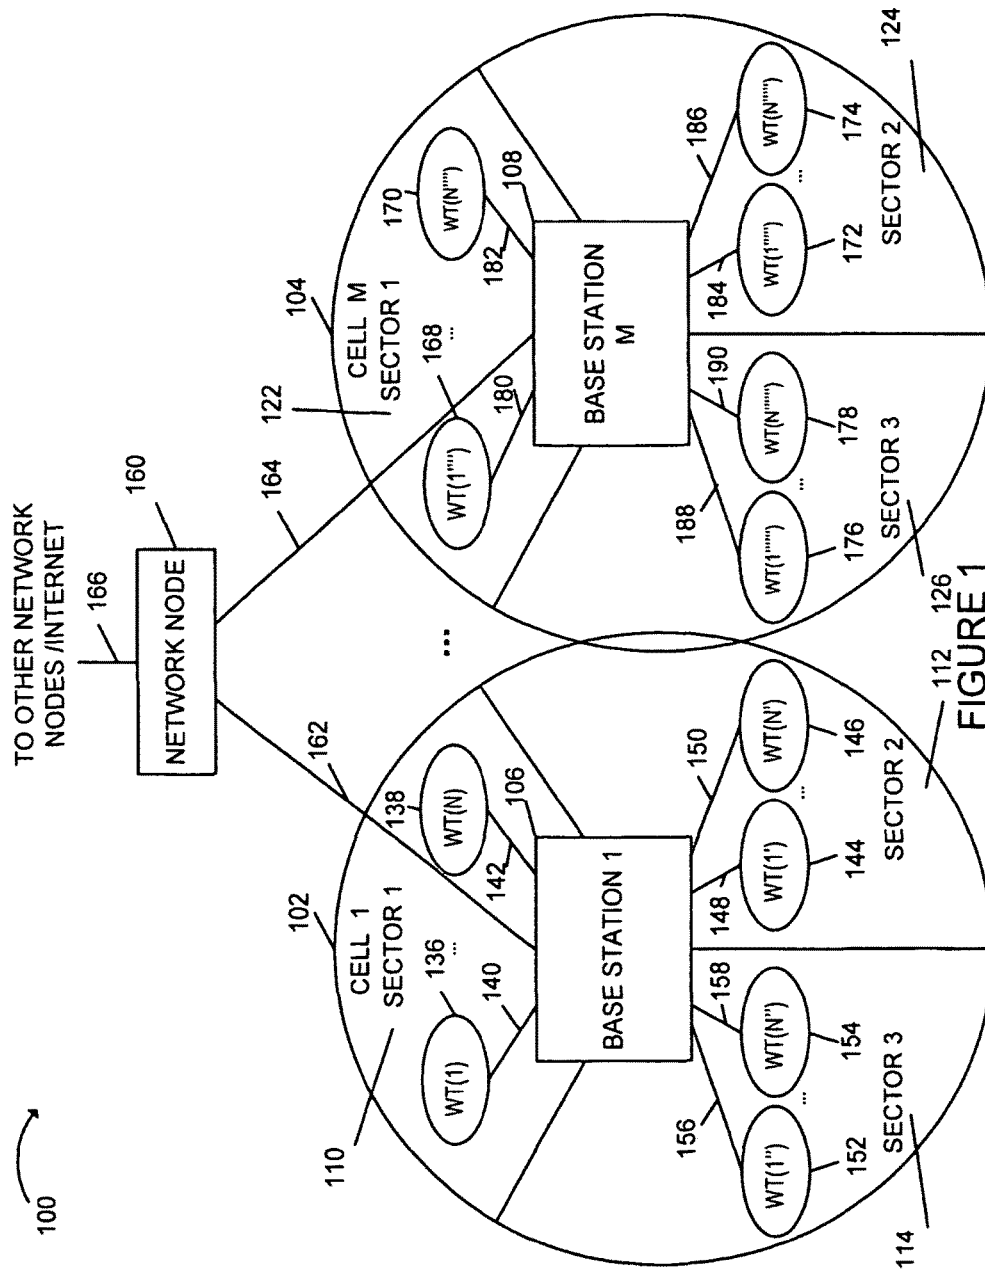 100
TO OTHER NETWORK
NODES /INTERNET
166
NETWORK NODE
160
162
164
...
102
CELL 1
SECTOR 1
110
136
...
138
WT(1)
WT(N)
140
142
106
BASE STATION 1
156
158
148
150
WT(1'')
WT(N'')
WT(1')
WT(N'')
...
...
152
154
144
146
SECTOR 3
SECTOR 2
114
112
104
CELL M
SECTOR 1
122
168
...
170
WT(1''''')
WT(N'''')
180
182
108
BASE STATION
M
188
190
184
186
WT(1'''''')
WT(N''''''')
WT(1'''')
WT(N''''''')
...
...
176
178
172
174
SECTOR 3
SECTOR 2
126
124
FIGURE 1